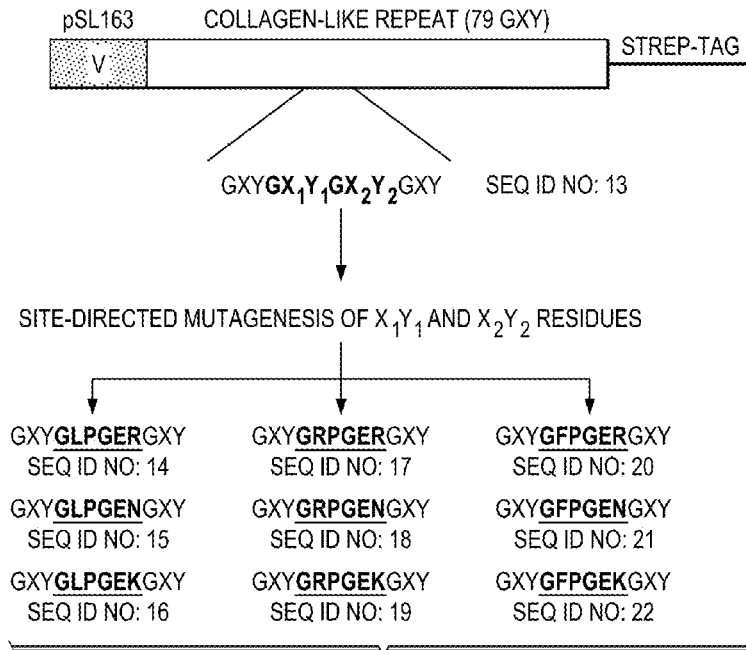 pSL163 COLLAGEN-LIKE REPEAT (79 GXY)
V STREP-TAG
GXYGX1Y1GX2Y2GXY SEQ ID NO: 13
SITE-DIRECTED MUTAGENESIS OF X1Y1 AND X2Y2 RESIDUES
GXYGLPGERGXY GXYGRPGERGXY GXYGFPGERGXY
SEQ ID NO: 14 SEQ ID NO: 17 SEQ ID NO: 20
GXYGLPGENGXY GXYGRPGENGXY GXYGFPGENGXY
SEQ ID NO: 15 SEQ ID NO: 18 SEQ ID NO: 21
GXYGLPGEKGXY GXYGRPGEKGXY GXYGFPGEKGXY
SEQ ID NO: 16 SEQ ID NO: 19 SEQ ID NO: 22